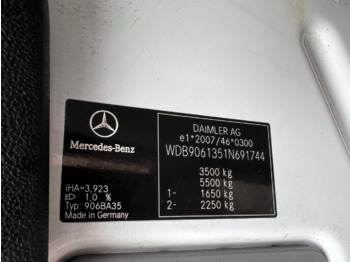 DAIMLER AG
e1*2007/46*0300
WDB9061351N691744
3500 kg
5500 kg
1- 1650 kg
2- 2250 kg
Mercedes-Benz
iHA=3,923
1,0 %
Typ: 906BA35
Made in Germany